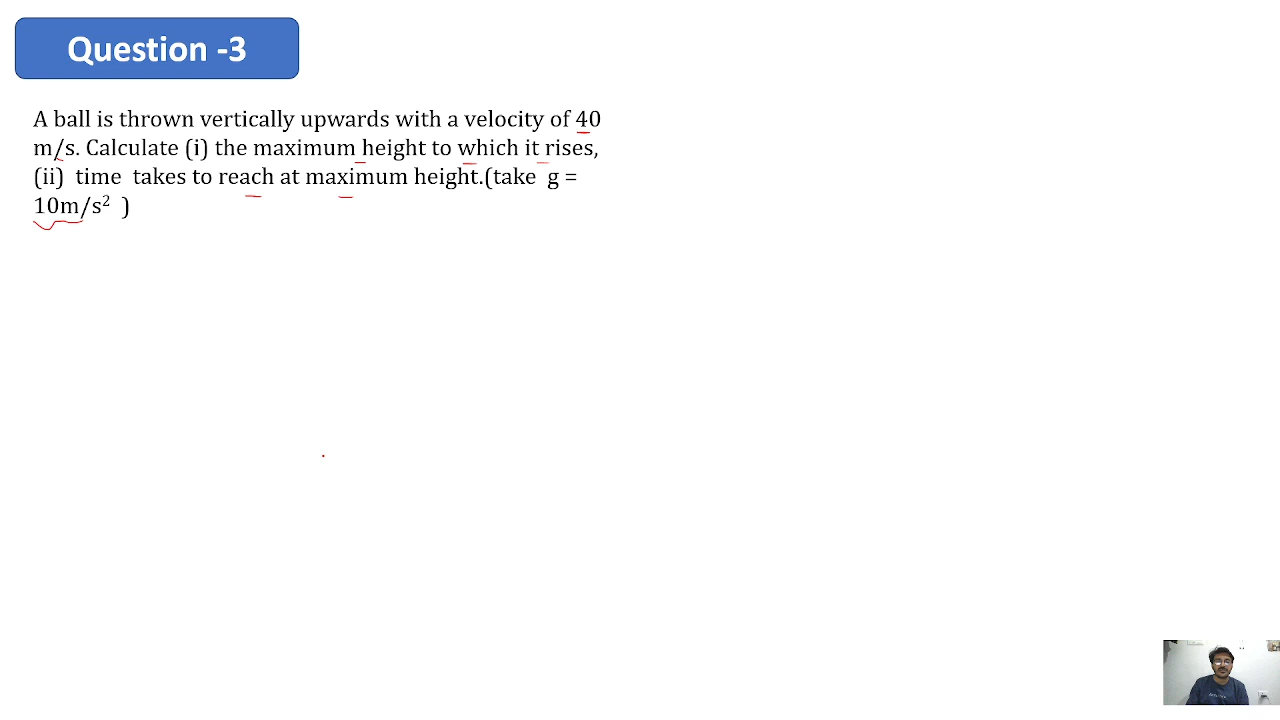 Question -3
A ball is thrown vertically upwards with a velocity of 40
m/s. Calculate (i) the maximum height to which it rises,
(ii) time takes to reach at maximum height.(take g =
10m/s² )